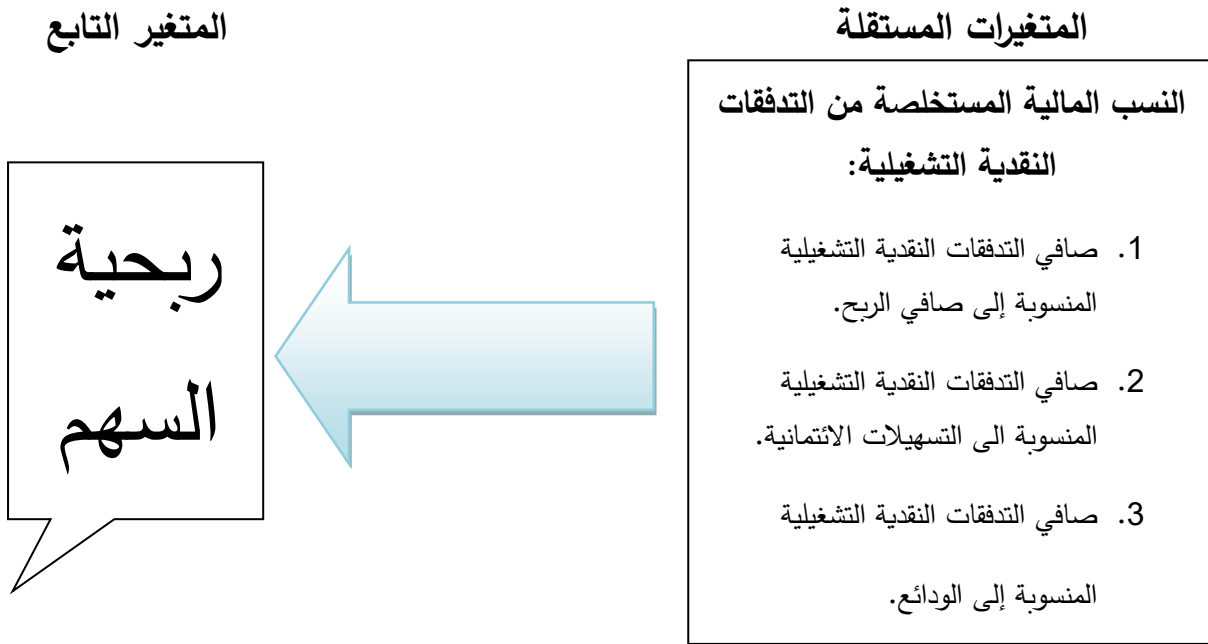 المتغيرات المستقلة
النسب المالية المستخلصة من التدفقات
النقدية التشغيلية:
1. صافي التدفقات النقدية التشغيلية
المنسوبة إلى صافي الربح.
2. صافي التدفقات النقدية التشغيلية
المنسوبة الى التسهيلات الائتمانية.
3. صافي التدفقات النقدية التشغيلية
المنسوبة إلى الودائع.
المتغير التابع
ربحية
السهم